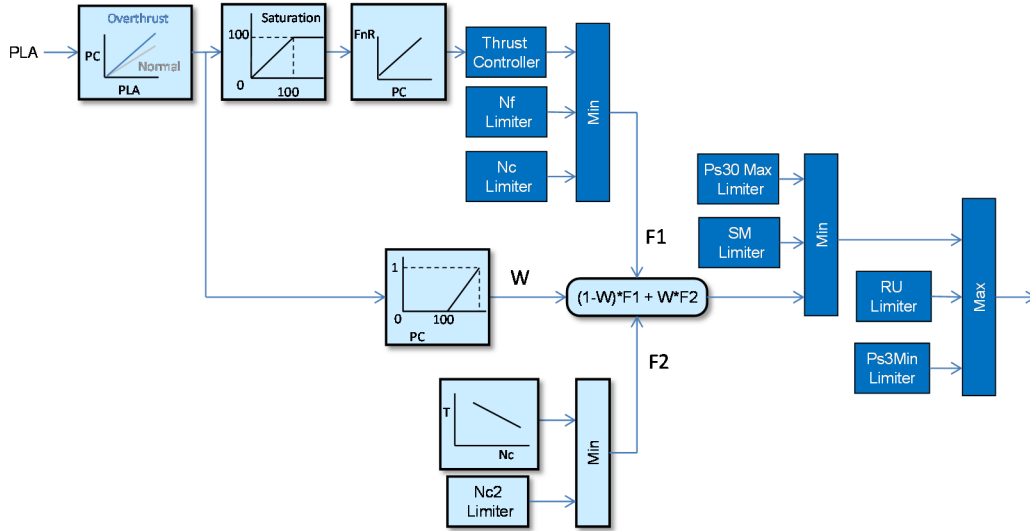 PLA
Overthrust
PC
Normal
PLA
Saturation
100
0
100
FnR
PC
Thrust
Controller
Nf
Limiter
Nc
Limiter
Min
F1
Ps30 Max
Limiter
SM
Limiter
Min
RU
Limiter
Ps3Min
Limiter
Max
1
0
100
PC
W
(1-W)*F1 + W*F2
F2
T
Nc
Nc2
Limiter
Min